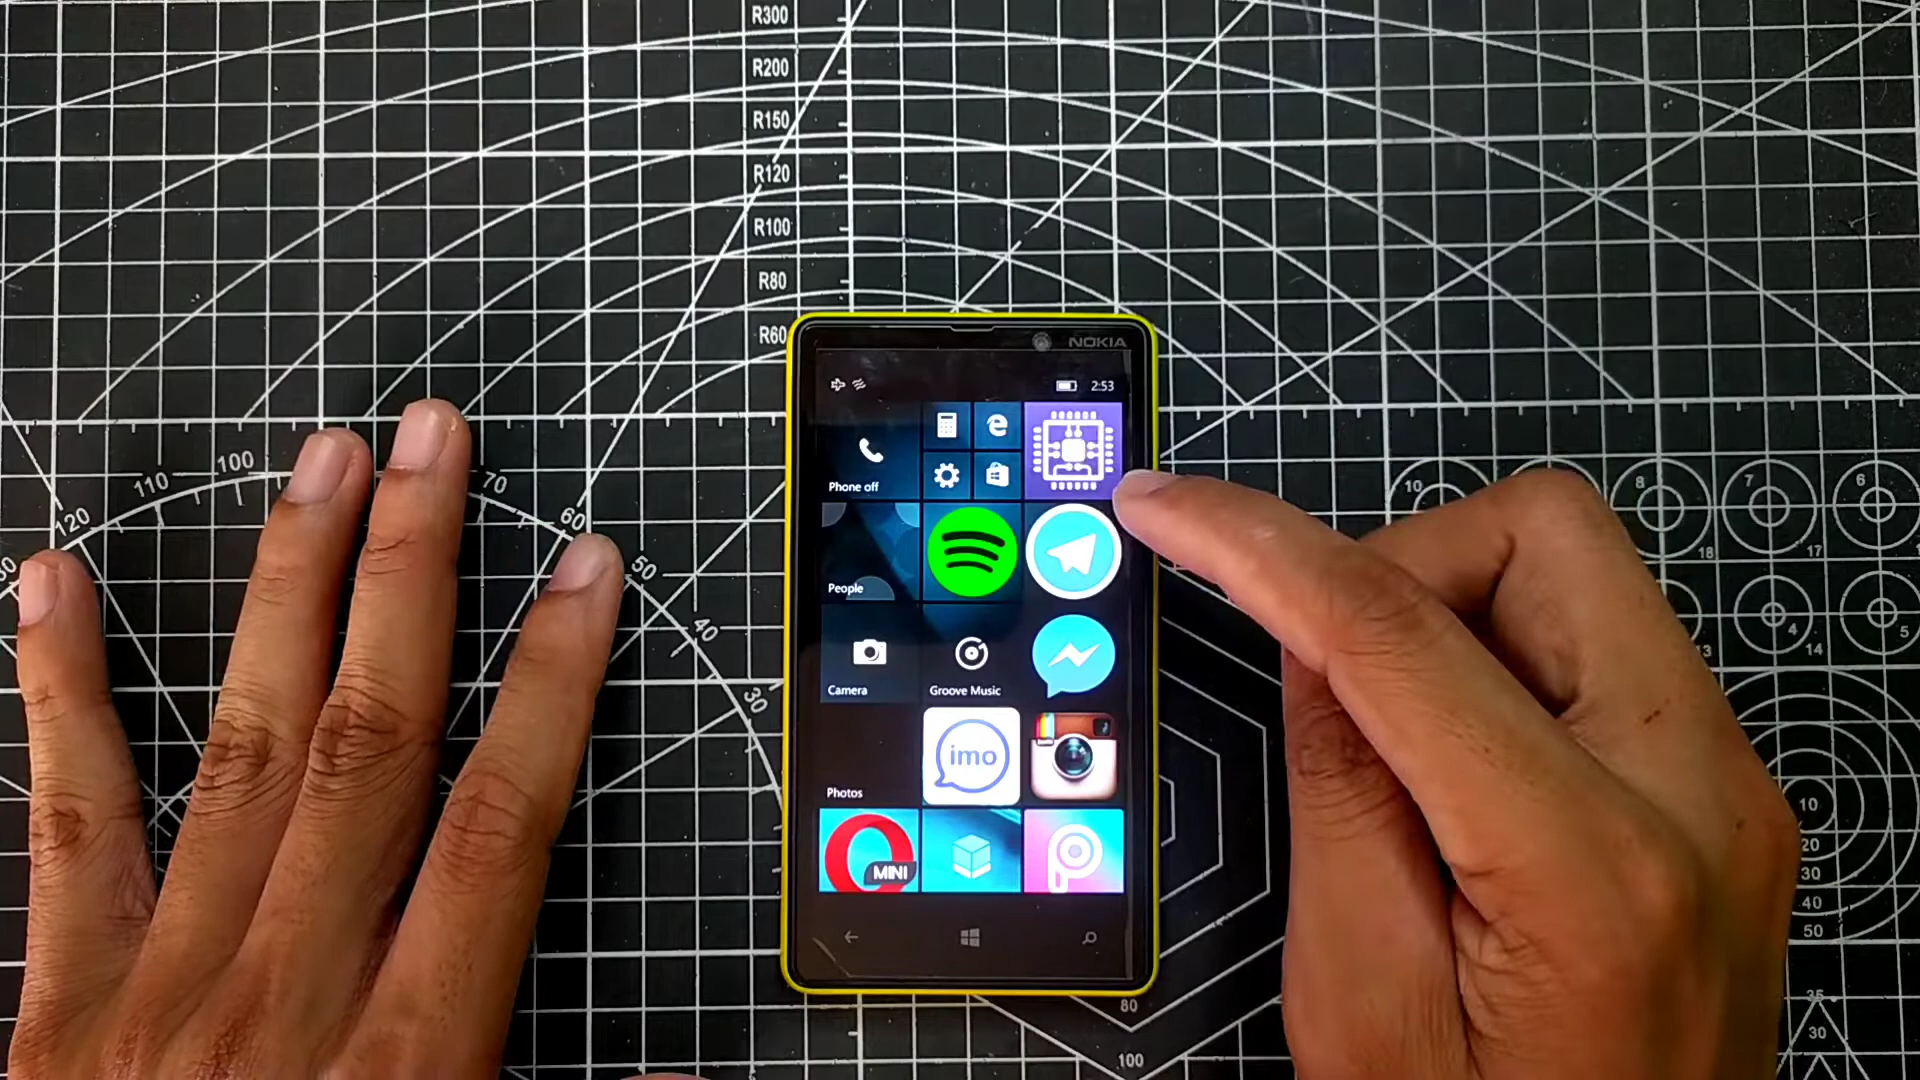 R300
R200
R150
R120
R100
R80
R60
NOKIA
2:53
Phone off
People
Camera
Groove Music
imo
Photos
MINI
120
110
100
70
60
50
40
30
10
8
7
6
18
17
4
5
13
14
10
20
30
40
50
35
30
80
100